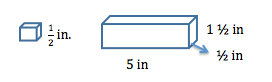 1/2 in.
1 ½ in
½ in
5 in